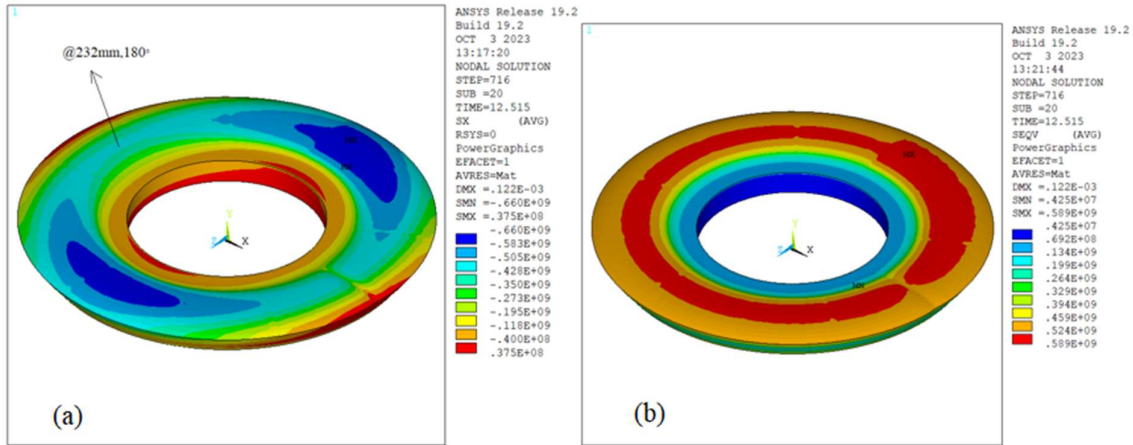 1
@232mm,180°
Y
Z
X
ANSYS Release 19.2
Build 19.2
OCT 3 2023
13:17:20
NODAL SOLUTION
STEP=716
SUB =20
TIME=12.515
SX (AVG)
RSYS=0
PowerGraphics
EFACET=1
AVRES=Mat
DMX =.122E-03
SMN =-.660E+09
SMX =.375E+08
-.660E+09
-.583E+09
-.505E+09
-.428E+09
-.350E+09
-.273E+09
-.195E+09
-.118E+09
-.400E+08
.375E+08
(a)
1
MX
Y
Z
X
MN
ANSYS Release 19.2
Build 19.2
OCT 3 2023
13:21:44
NODAL SOLUTION
STEP=716
SUB =20
TIME=12.515
SEQV (AVG)
PowerGraphics
EFACET=1
AVRES=Mat
DMX =.122E-03
SMN =.425E+07
SMX =.589E+09
.425E+07
.692E+08
.134E+09
.199E+09
.264E+09
.329E+09
.394E+09
.459E+09
.524E+09
.589E+09
(b)